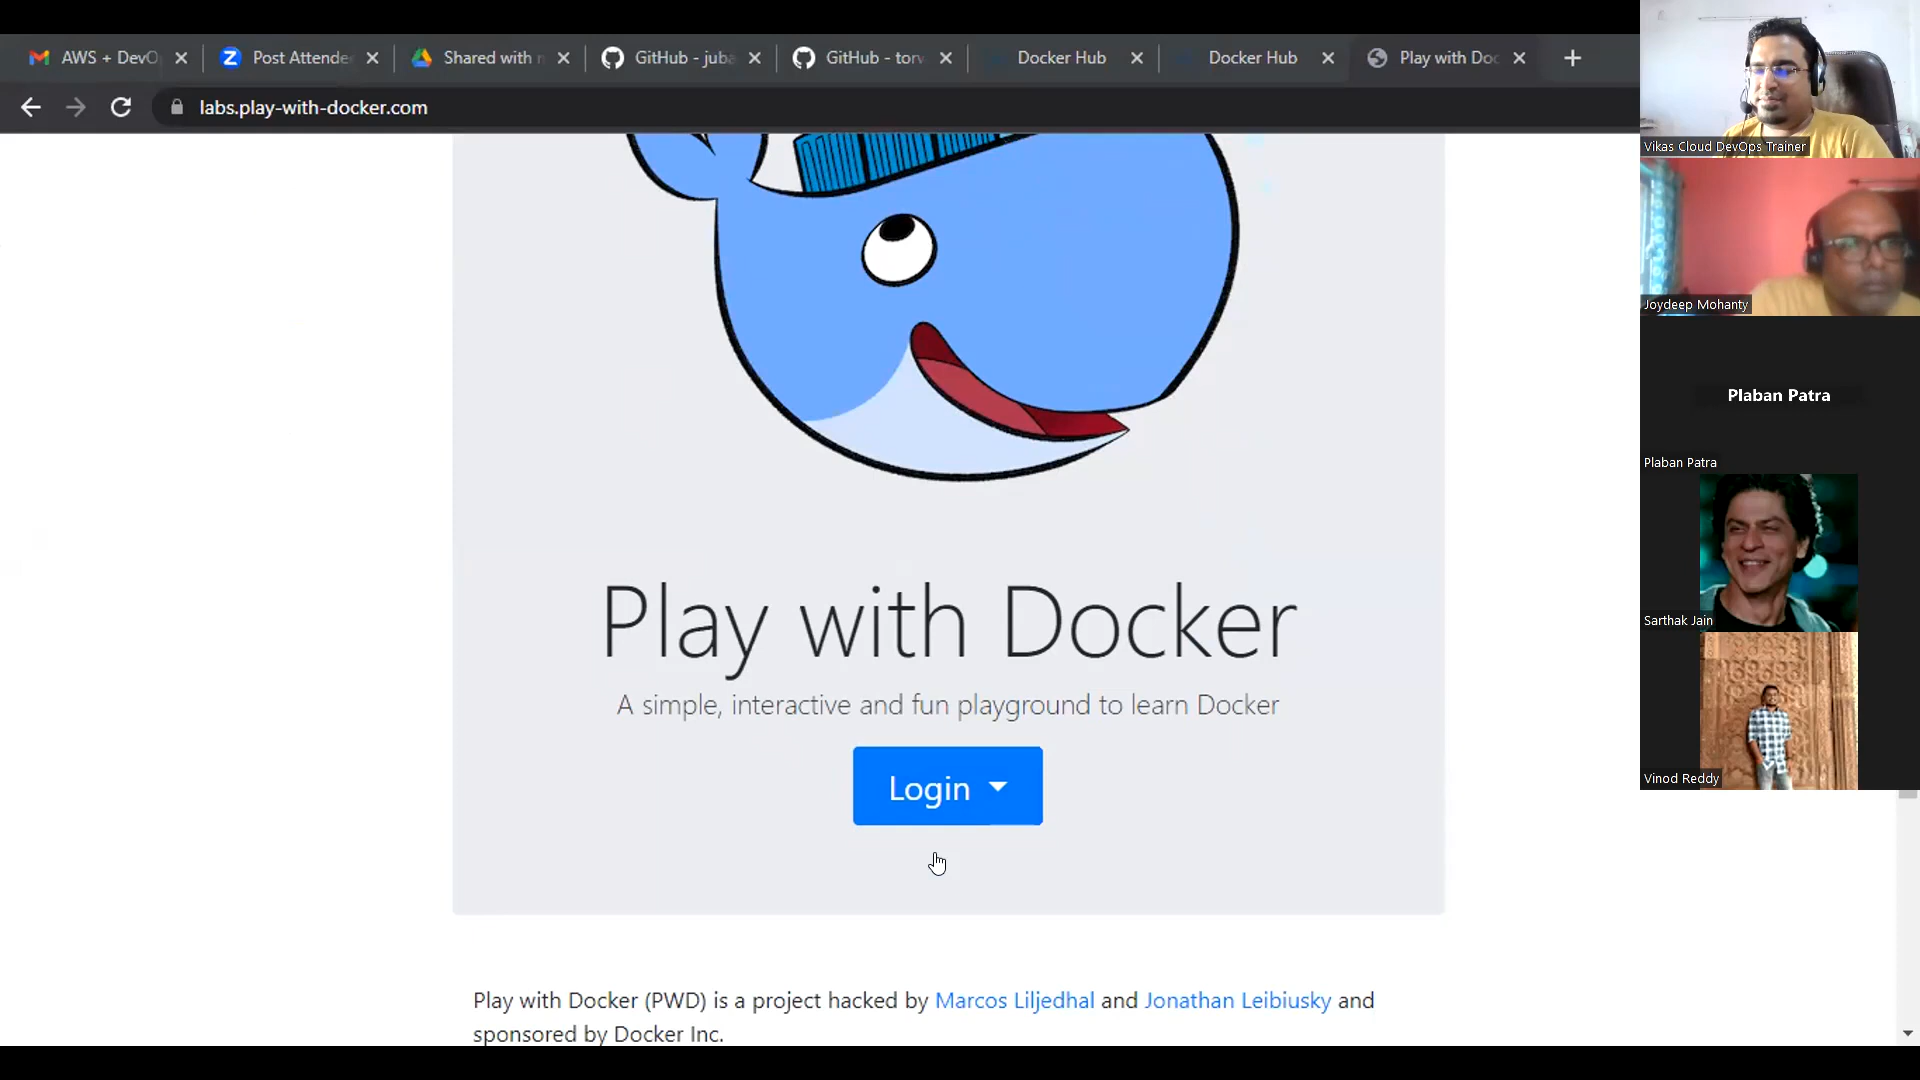 AWS + DevO
Post Attende
Shared with
GitHub - juba
GitHub - torv
Docker Hub
Docker Hub
Play with Doc
labs.play-with-docker.com
Play with Docker
A simple, interactive and fun playground to learn Docker
Login
Play with Docker (PWD) is a project hacked by Marcos Liljedhal and Jonathan Leibiusky and
sponsored by Docker Inc.
Vikas Cloud DevOps Trainer
Joydeep Mohanty
Plaban Patra
Plaban Patra
Sarthak Jain
Vinod Reddy